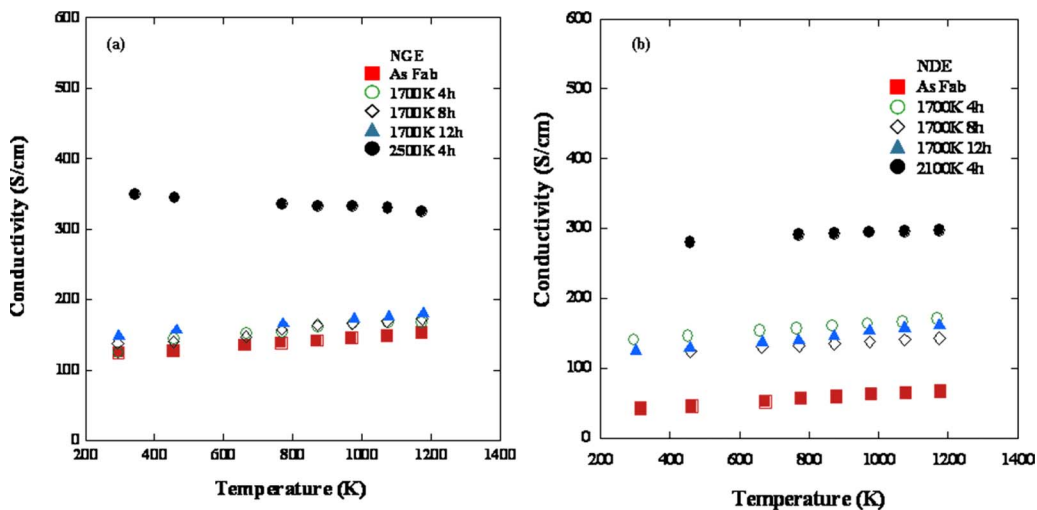 (a)
NGE
As Fab
1700K 4h
1700K 8h
1700K 12h
2500K 4h
600
500
400
300
200
100
0
200 400 600 800 1000 1200 1400
Conductivity (S/cm)
Temperature (K)
(b)
NDE
As Fab
1700K 4h
1700K 8h
1700K 12h
2100K 4h
600
500
400
300
200
100
0
200 400 600 800 1000 1200 1400
Conductivity (S/cm)
Temperature (K)